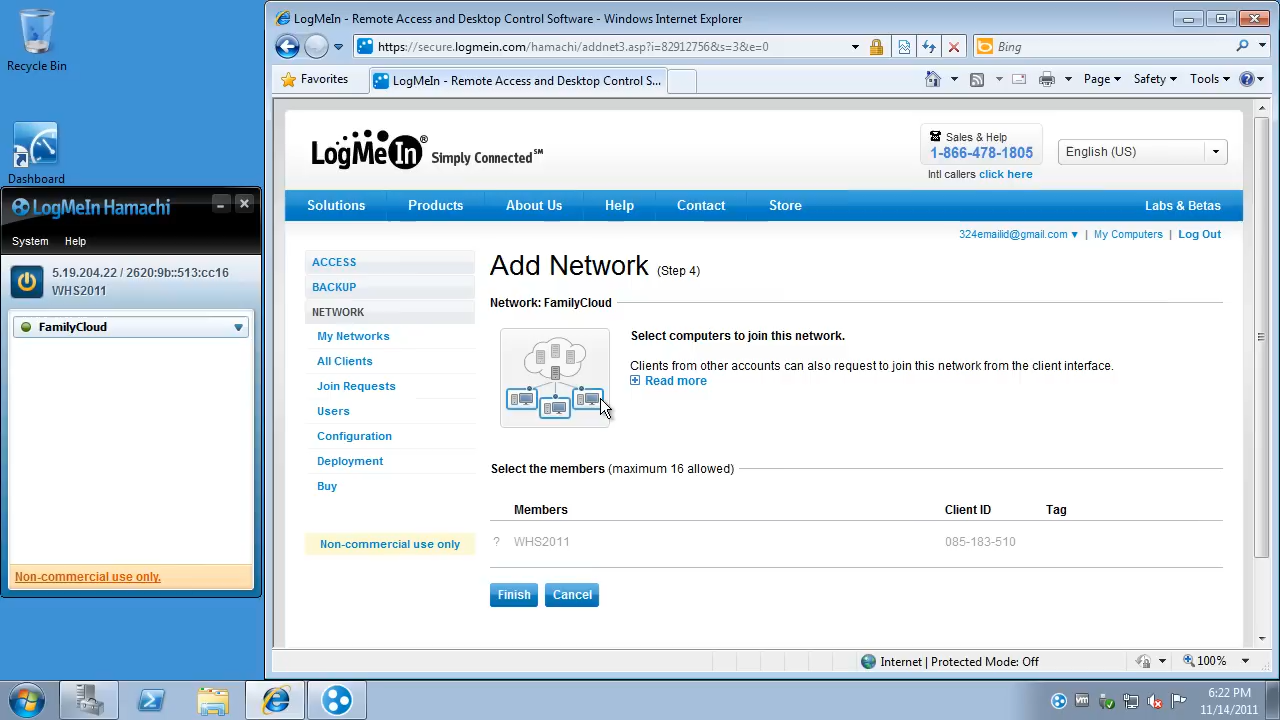 Recycle Bin
Dashboard
LogMeIn Hamachi
System Help
5.19.204.22 / 2620:9b::513:cc16
WHS2011
FamilyCloud
Non-commercial use only.
LogMeIn - Remote Access and Desktop Control Software - Windows Internet Explorer
https://secure.logmein.com/hamachi/addnet3.asp?i=82912756&s=3&e=0
Bing
Favorites
LogMeIn - Remote Access and Desktop Control S...
Page Safety Tools
LogMeIn® Simply Connected℠
Sales & Help
1-866-478-1805
Intl callers click here
English (US)
Solutions Products About Us Help Contact Store Labs & Betas
324emailid@gmail.com | My Computers | Log Out
ACCESS
BACKUP
NETWORK
My Networks
All Clients
Join Requests
Users
Configuration
Deployment
Buy
Non-commercial use only
Add Network (Step 4)
Network: FamilyCloud
Select computers to join this network.
Clients from other accounts can also request to join this network from the client interface.
Read more
Select the members (maximum 16 allowed)
Members Client ID Tag
? WHS2011 085-183-510
Finish Cancel
Internet | Protected Mode: Off
100%
6:22 PM
11/14/2011